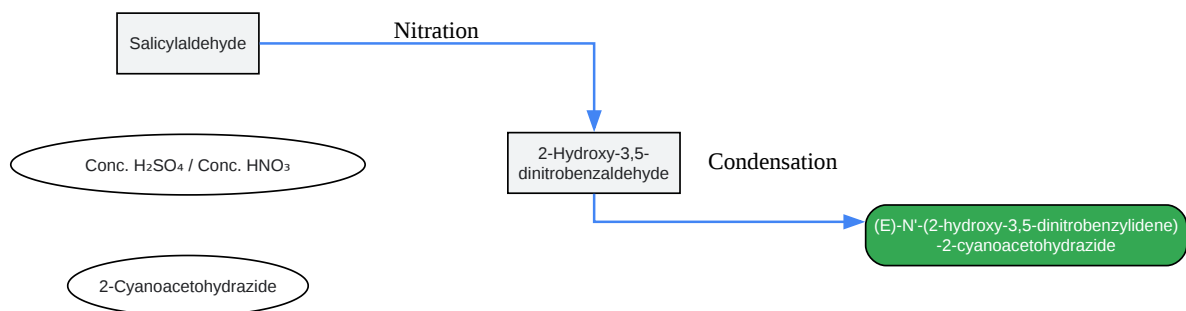 Salicylaldehyde
Nitration
Conc. H₂SO₄ / Conc. HNO₃
2-Hydroxy-3,5-
dinitrobenzaldehyde
Condensation
(E)-N'-(2-hydroxy-3,5-dinitrobenzylidene)
-2-cyanoacetohydrazide
2-Cyanoacetohydrazide